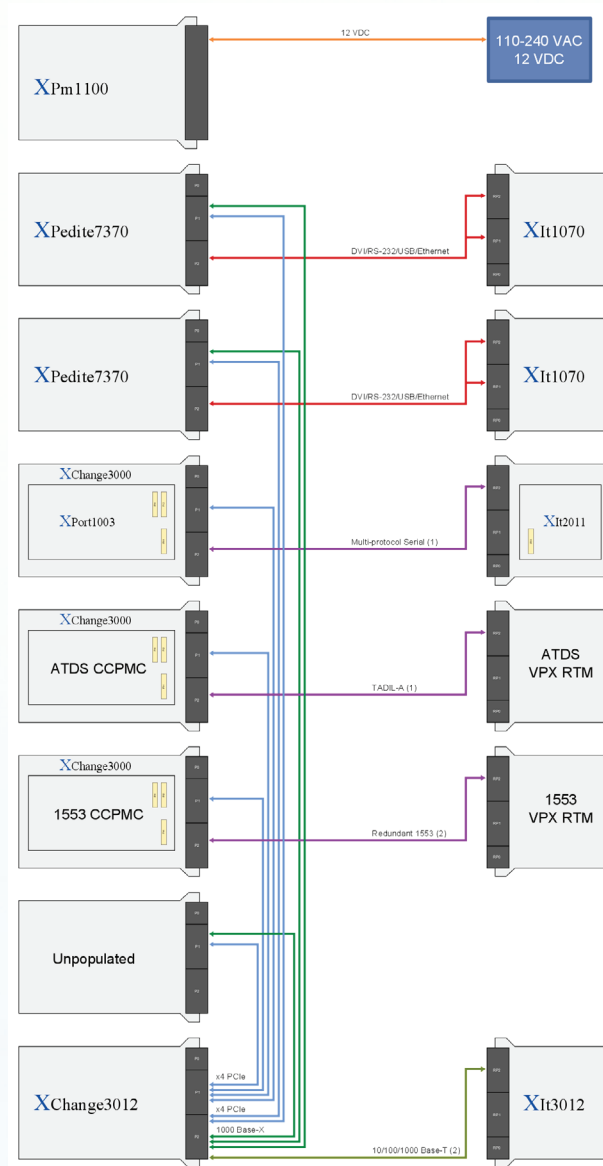 12 VDC
110-240 VAC
12 VDC
XPm1100
XPedite7370
DVI/RS-232/USB/Ethernet
XIt1070
XPedite7370
DVI/RS-232/USB/Ethernet
XIt1070
XChange3000
XPort1003
Multi-protocol Serial (1)
XIt2011
XChange3000
ATDS CCPMC
TADIL-A (1)
ATDS
VPX RTM
XChange3000
1553 CCPMC
Redundant 1553 (2)
1553
VPX RTM
Unpopulated
XChange3012
x4 PCIe
x4 PCIe
1000 Base-X
10/100/1000 Base-T (2)
XIt3012